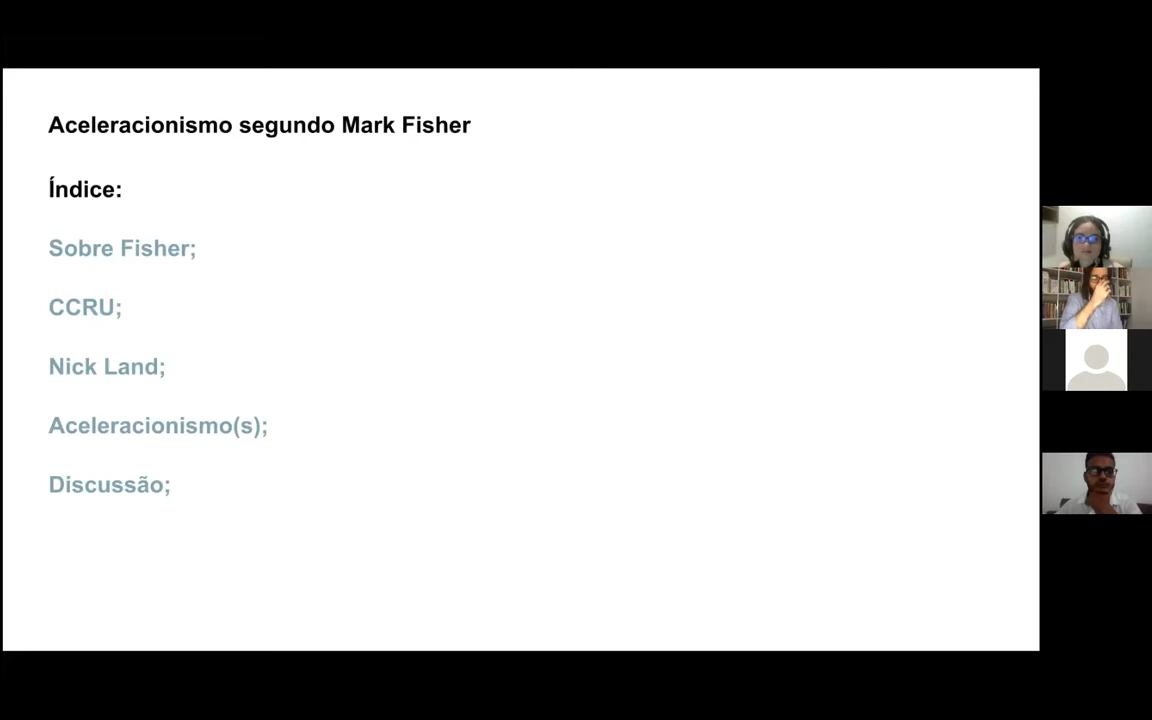 Aceleracionismo segundo Mark Fisher
Índice:
Sobre Fisher;
CCRU;
Nick Land;
Aceleracionismo(s);
Discussão;